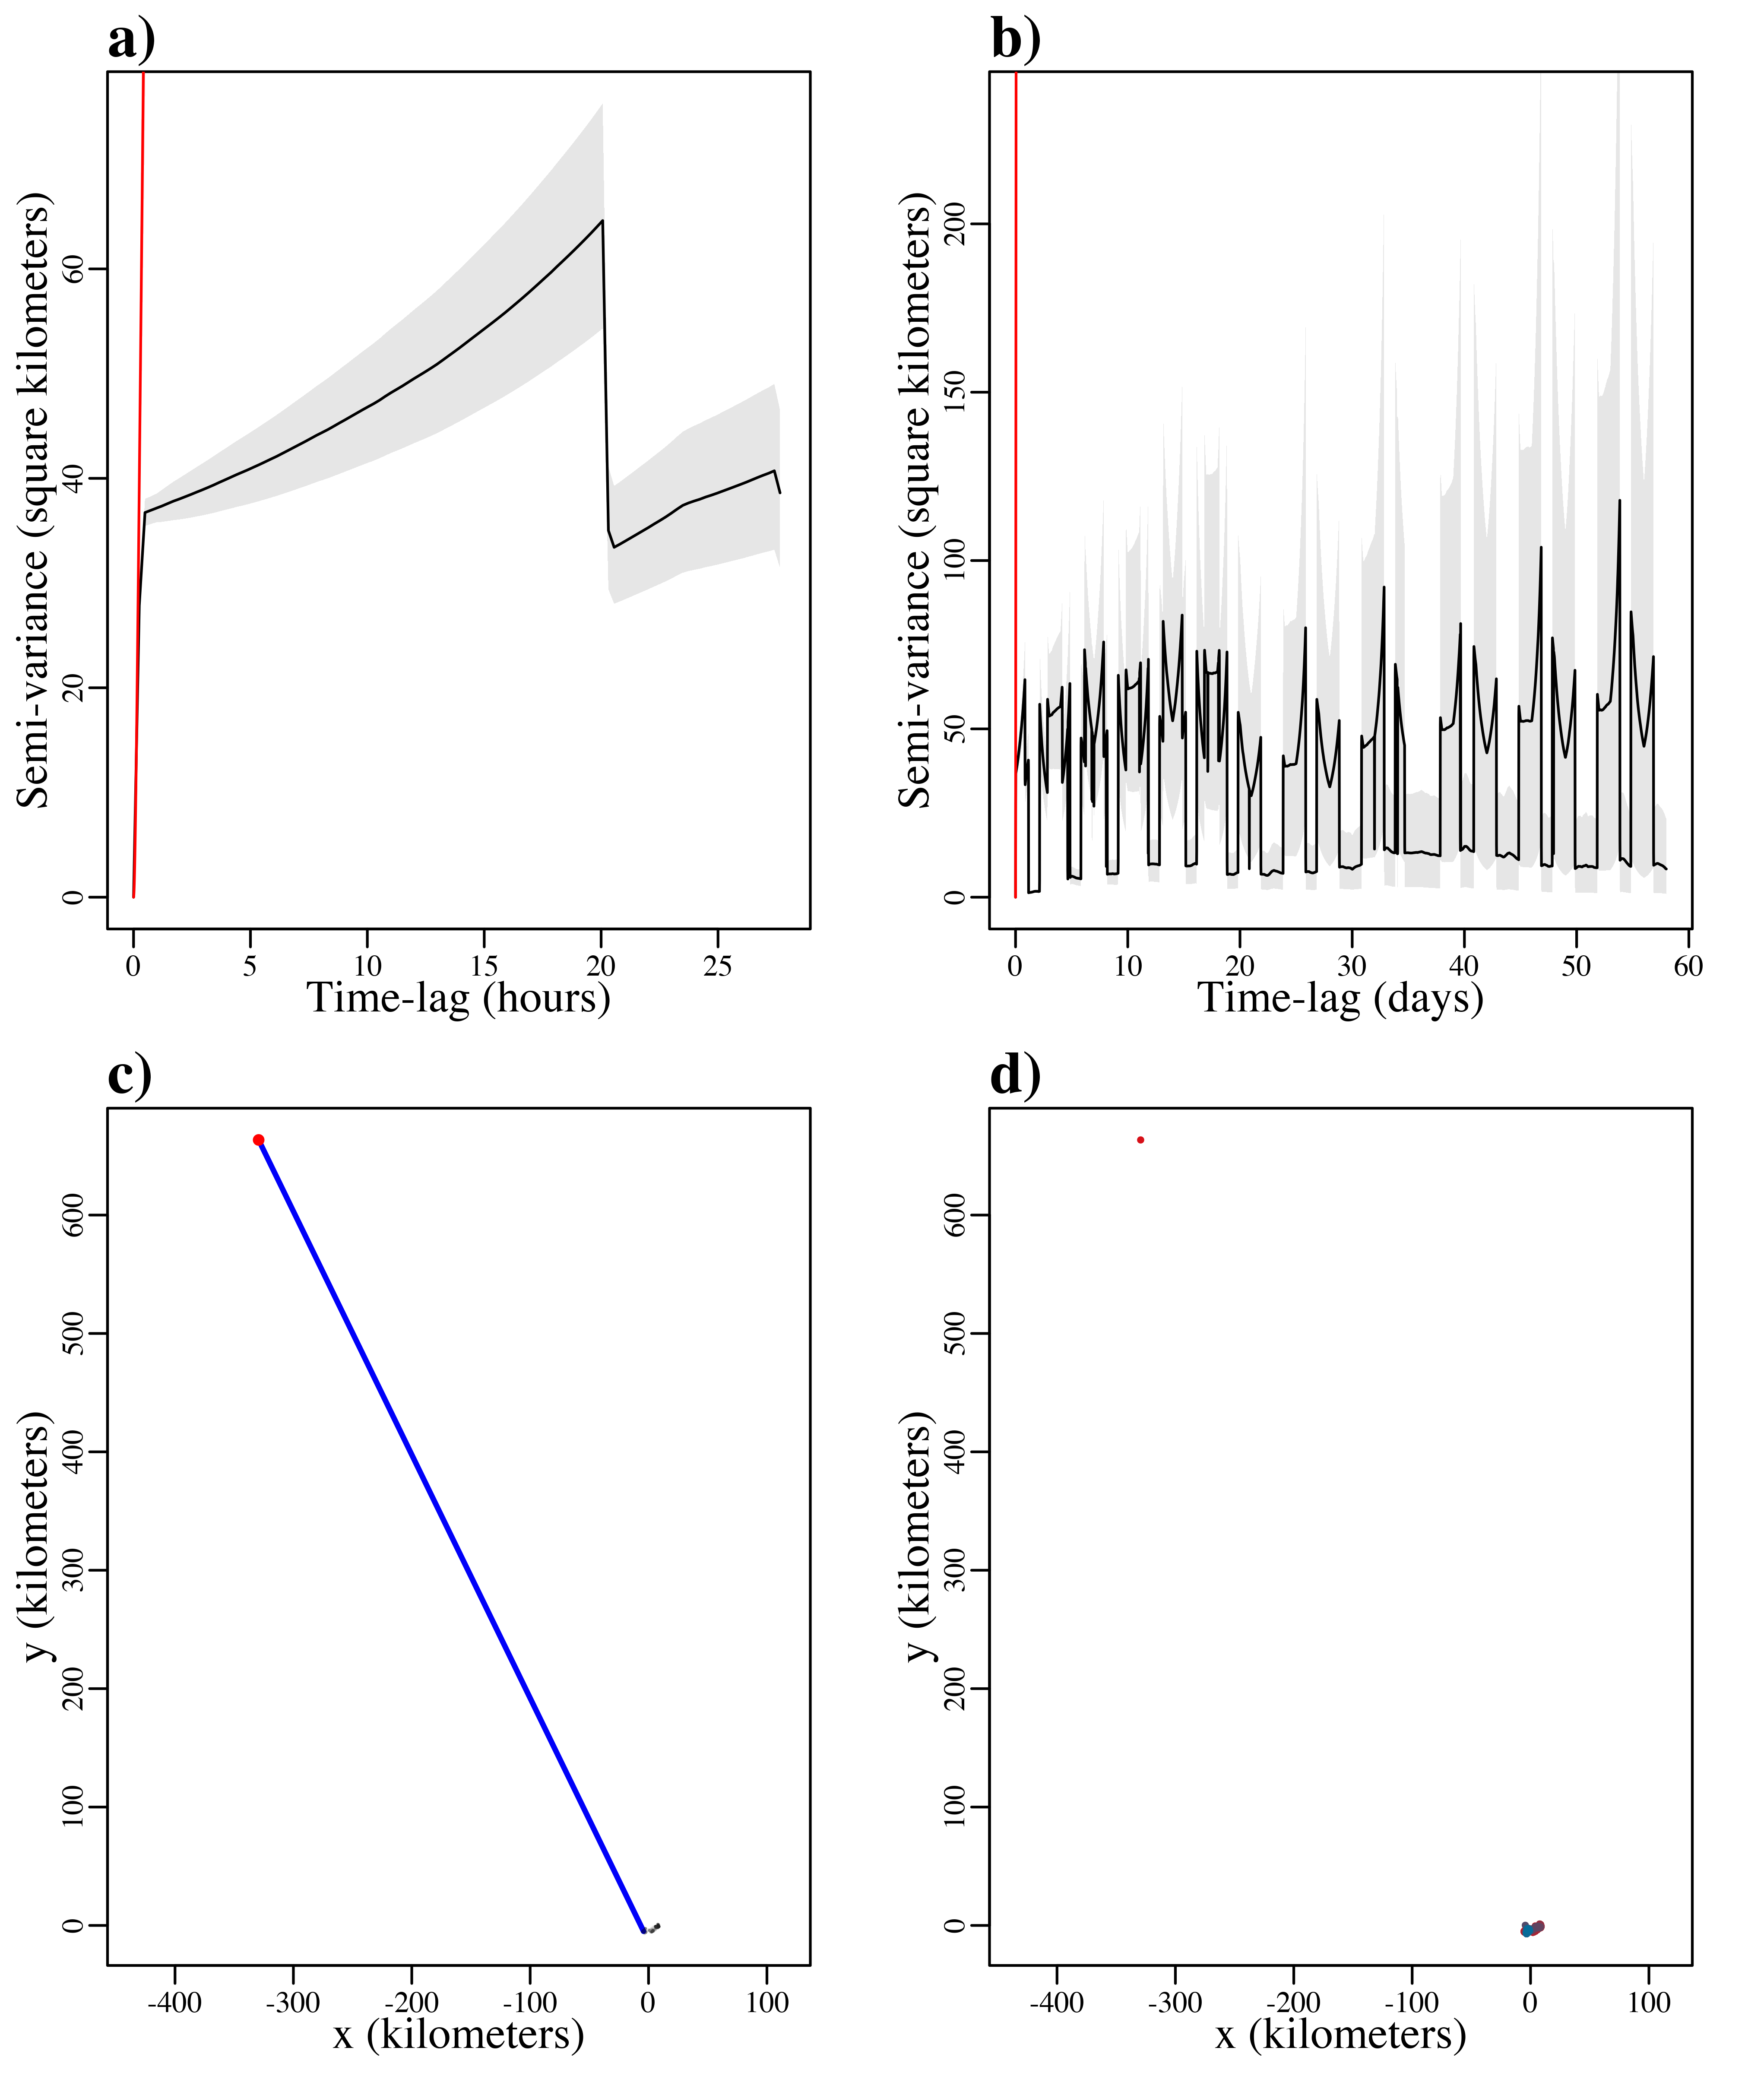 a)
Semi-variance (square kilometers)
60
40
20
0
0 5 10 15 20 25
Time-lag (hours)
b)
Semi-variance (square kilometers)
200
150
100
50
0
0 10 20 30 40 50 60
Time-lag (days)
c)
y (kilometers)
600
500
400
300
200
100
0
-400 -300 -200 -100 0 100
x (kilometers)
d)
y (kilometers)
600
500
400
300
200
100
0
-400 -300 -200 -100 0 100
x (kilometers)